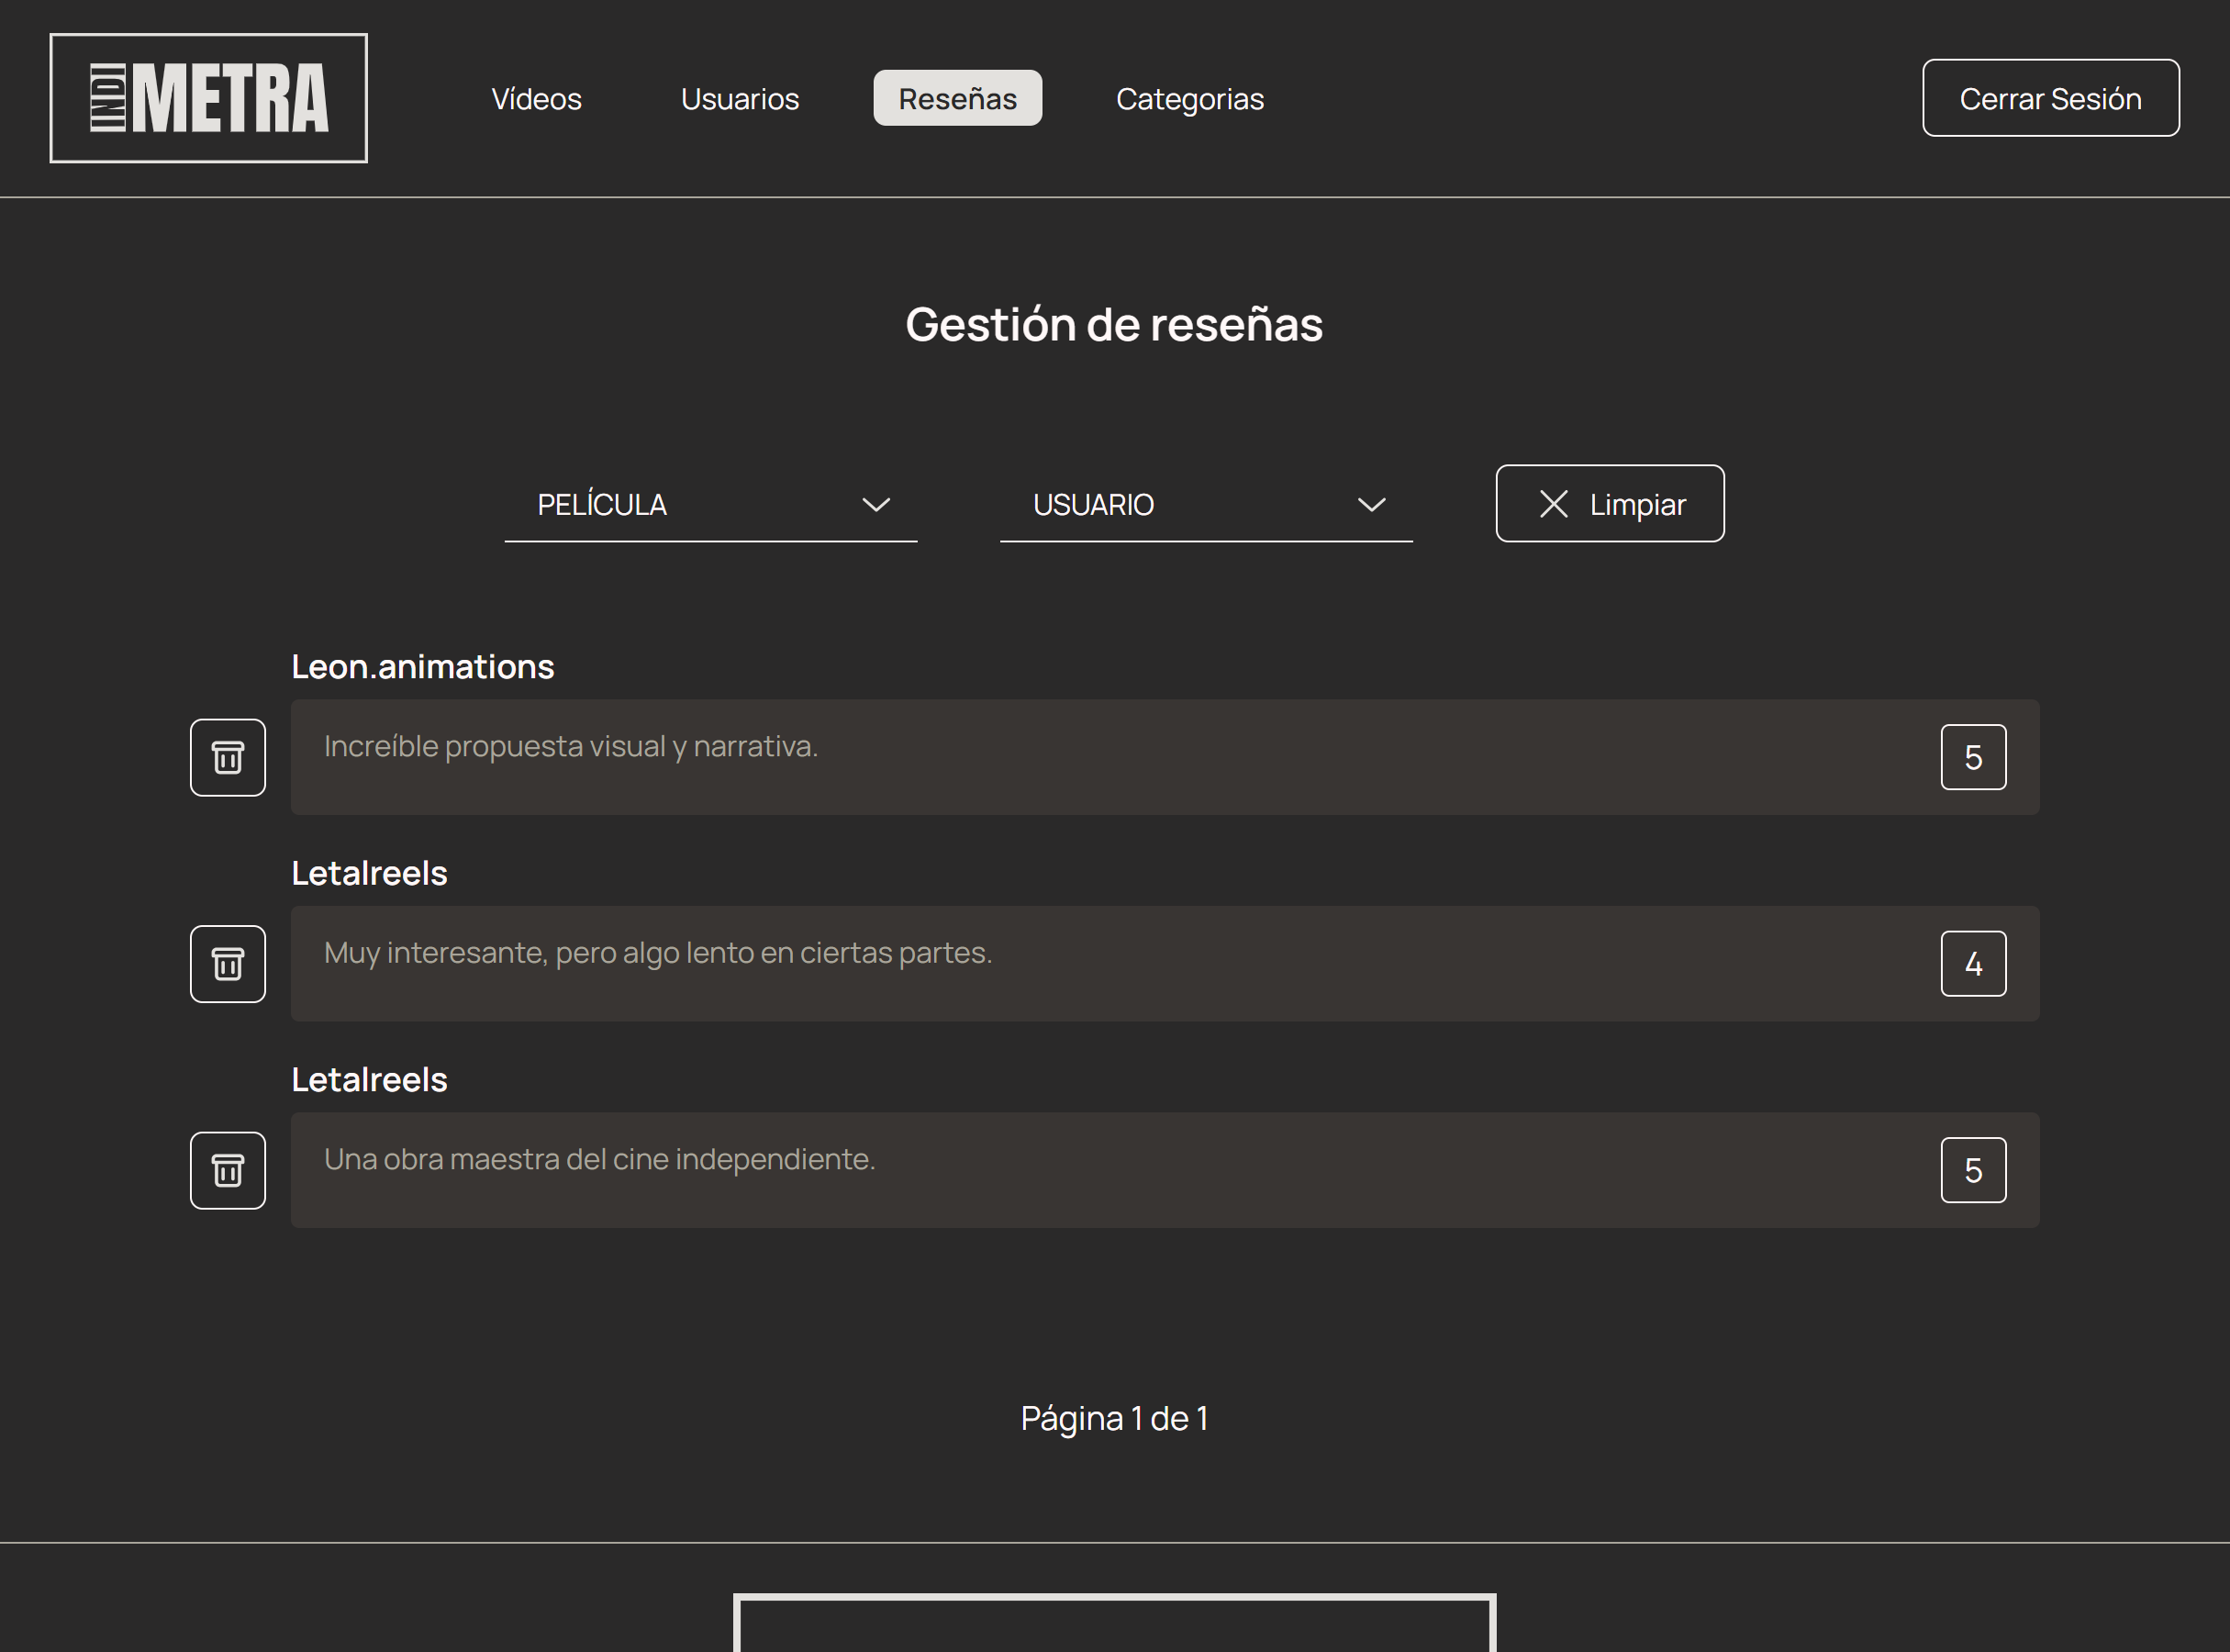 INDIMETRA
Vídeos
Usuarios
Reseñas
Categorias
Cerrar Sesión
Gestión de reseñas
PELÍCULA
USUARIO
Limpiar
Leon.animations
Increíble propuesta visual y narrativa.
5
Letalreels
Muy interesante, pero algo lento en ciertas partes.
4
Letalreels
Una obra maestra del cine independiente.
5
Página 1 de 1